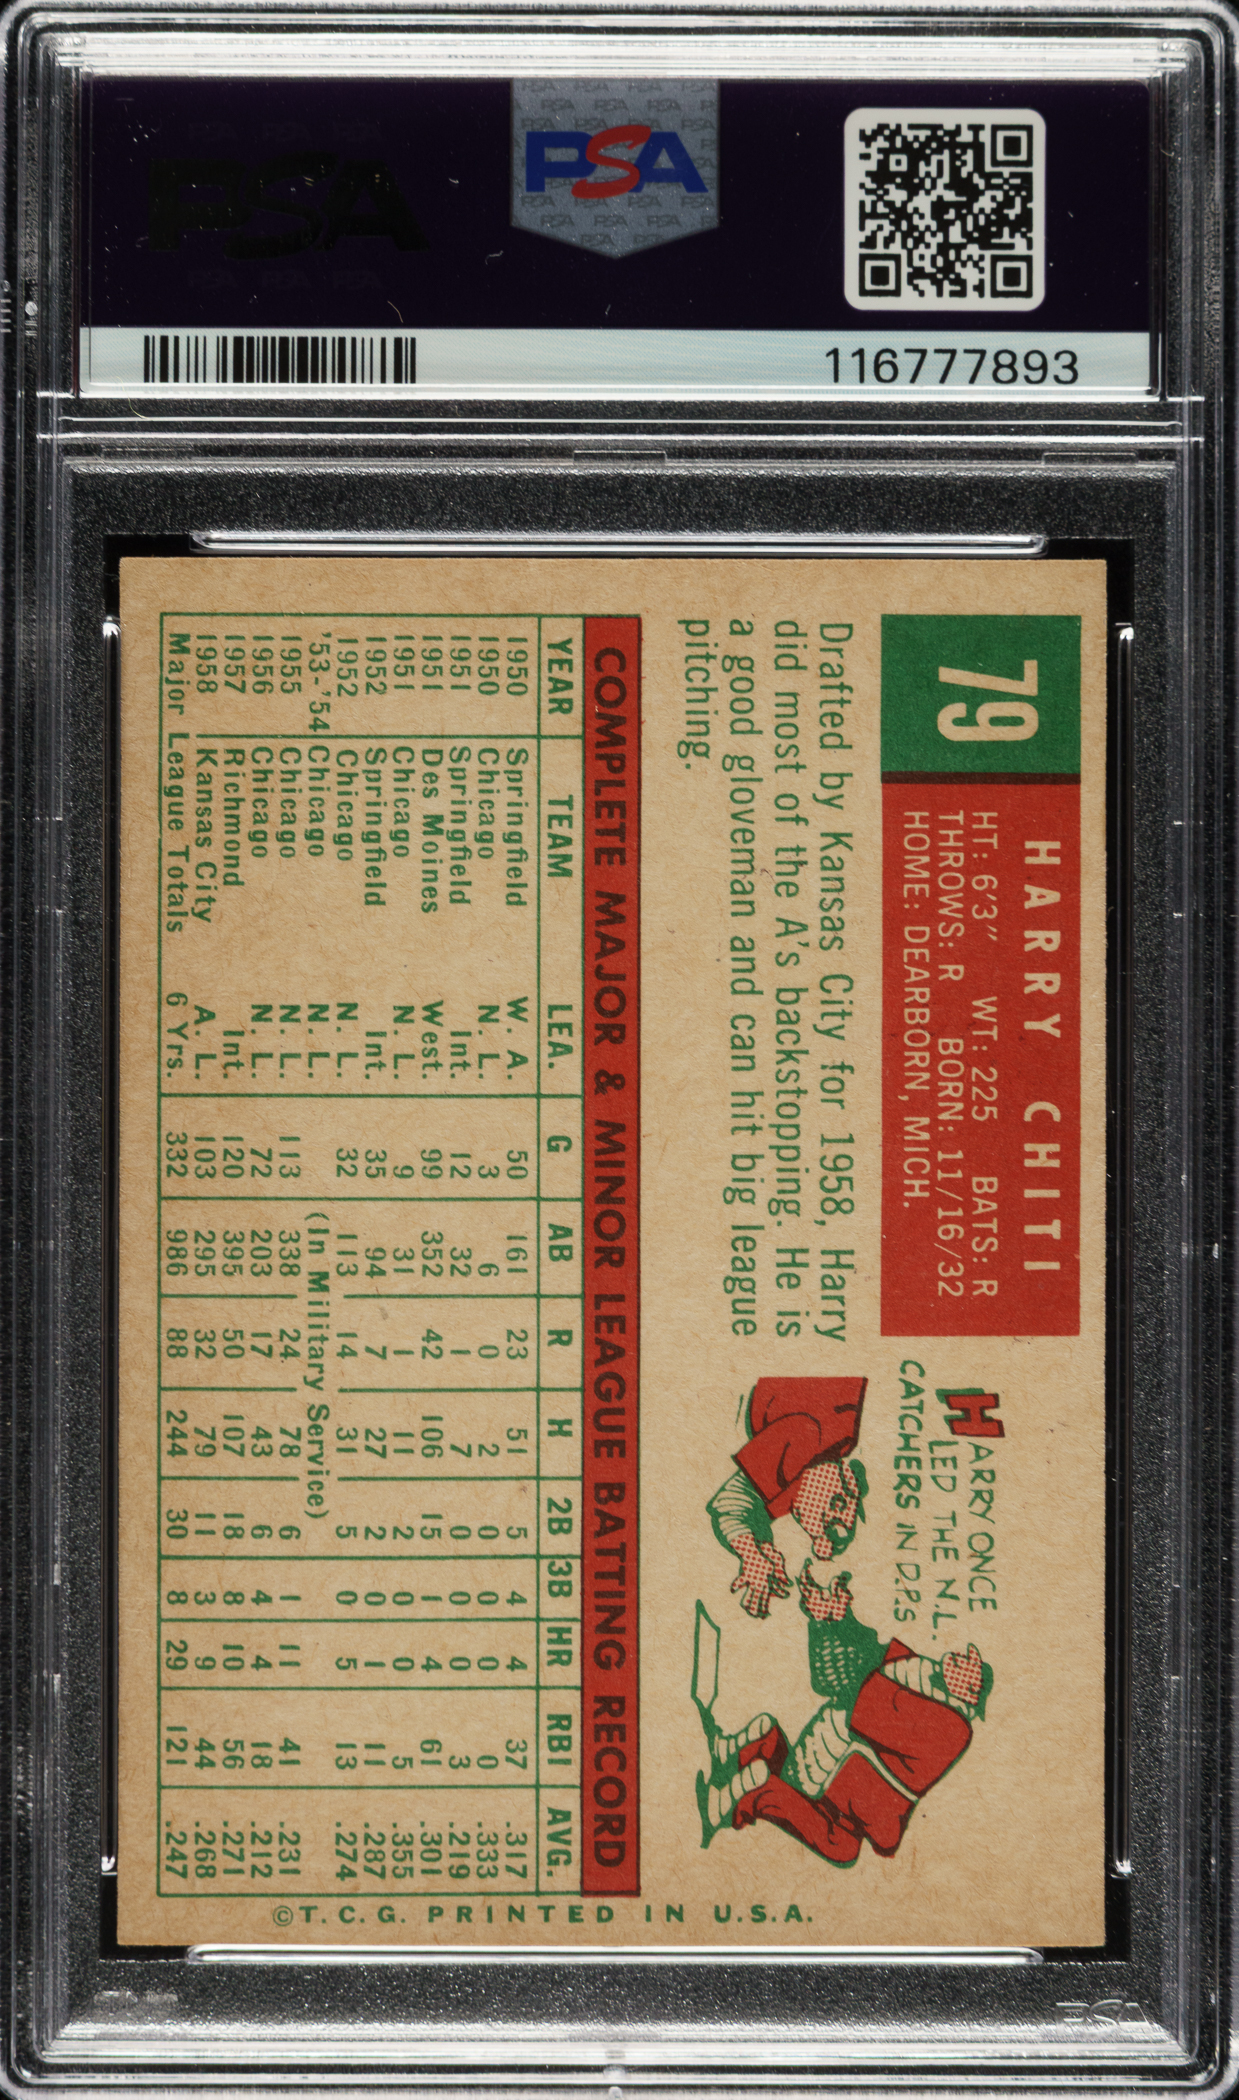 PSA
PSA
116777893
79
HARRY CHITI
HT: 6'3" WT: 225 BATS: R
THROWS: R BORN: 11/16/32
HOME: DEARBORN, MICH.
Drafted by Kansas City for 1958, Harry
did most of the A's backstopping. He is
a good gloveman and can hit big league
pitching.
HARRY ONCE
LED THE N.L.
CATCHERS IN D.P.s
COMPLETE MAJOR & MINOR LEAGUE BATTING RECORD
YEAR TEAM LEA. G AB R H 2B 3B HR RBI AVG.
1950 Springfield W. A. 50 161 23 51 5 4 4 37 .317
1950 Chicago N. L. 3 6 0 2 0 0 0 0 .333
1951 Springfield Int. 12 32 1 7 0 0 0 3 .219
1951 Des Moines West. 99 352 42 106 15 1 4 61 .301
1951 Chicago N. L. 9 31 1 11 2 0 0 5 .355
1952 Springfield Int. 35 94 7 27 2 0 1 11 .287
1952 Chicago N. L. 32 113 14 31 5 0 5 13 .274
'53-'54 Chicago N. L. (In Military Service)
1955 Chicago N. L. 113 338 24 78 6 1 11 41 .231
1956 Chicago N. L. 72 203 17 43 6 4 4 18 .212
1957 Richmond Int. 120 395 50 107 18 8 10 56 .271
1958 Kansas City A. L. 103 295 32 79 11 3 9 44 .268
Major League Totals 6 Yrs. 332 986 88 244 30 8 29 121 .247
©T.C.G. PRINTED IN U.S.A.
PSA